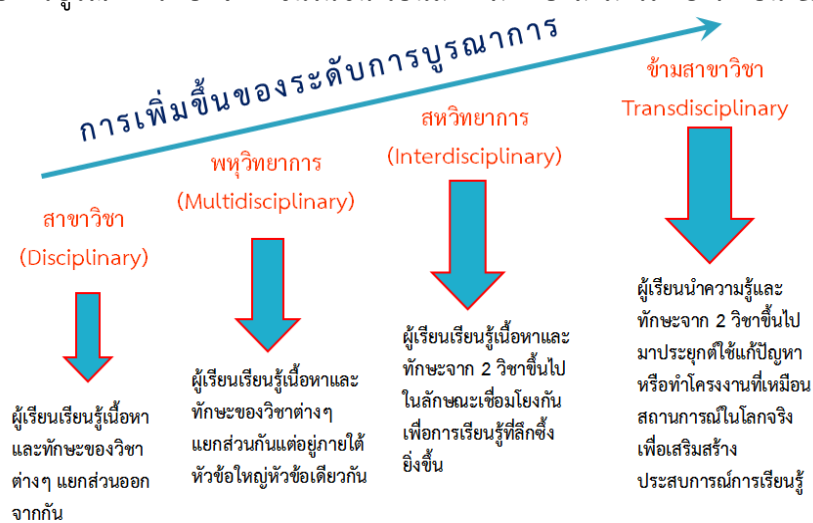 การเพิ่มขึ้นของระดับการบูรณาการ
สาขาวิชา
(Disciplinary)
ผู้เรียนเรียนรู้เนื้อหา
และทักษะของวิชา
ต่างๆ แยกส่วนออก
จากกัน
พหุวิทยาการ
(Multidisciplinary)
ผู้เรียนเรียนรู้เนื้อหาและ
ทักษะของวิชาต่างๆ
แยกส่วนกันแต่อยู่ภายใต้
หัวข้อใหญ่หัวข้อเดียวกัน
สหวิทยาการ
(Interdisciplinary)
ผู้เรียนเรียนรู้เนื้อหาและ
ทักษะจาก 2 วิชาขึ้นไป
ในลักษณะเชื่อมโยงกัน
เพื่อการเรียนรู้ที่ลึกซึ้ง
ยิ่งขึ้น
ข้ามสาขาวิชา
Transdisciplinary
ผู้เรียนนำความรู้และ
ทักษะจาก 2 วิชาขึ้นไป
มาประยุกต์ใช้แก้ปัญหา
หรือทำโครงงานที่เหมือน
สถานการณ์ในโลกจริง
เพื่อเสริมสร้าง
ประสบการณ์การเรียนรู้